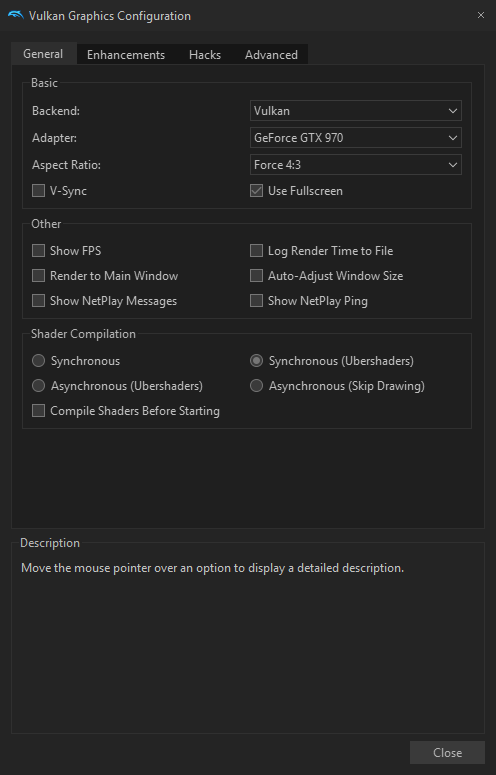 Vulkan Graphics Configuration
General Enhancements Hacks Advanced
Basic
Backend: Vulkan
Adapter: GeForce GTX 970
Aspect Ratio: Force 4:3
V-Sync Use Fullscreen
Other
Show FPS Log Render Time to File
Render to Main Window Auto-Adjust Window Size
Show NetPlay Messages Show NetPlay Ping
Shader Compilation
Synchronous Synchronous (Ubershaders)
Asynchronous (Ubershaders) Asynchronous (Skip Drawing)
Compile Shaders Before Starting
Description
Move the mouse pointer over an option to display a detailed description.
Close